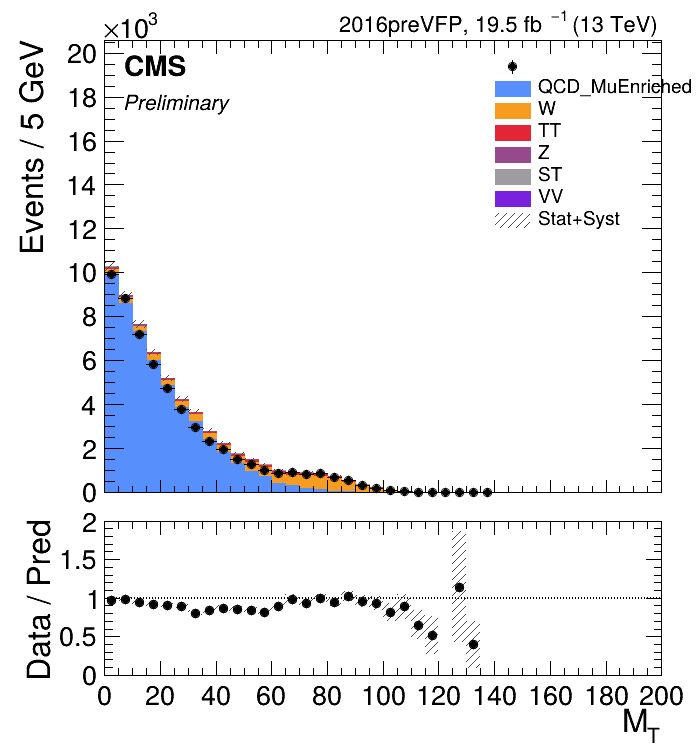 ×10³
2016preVFP, 19.5 fb ⁻¹ (13 TeV)
CMS
Preliminary
QCD_MuEnriched
W
TT
Z
ST
VV
Stat+Syst
Events / 5 GeV
20
18
16
14
12
10
8
6
4
2
0
Data / Pred
2
1.5
1
0.5
0
0 20 40 60 80 100 120 140 160 180 200
M_T